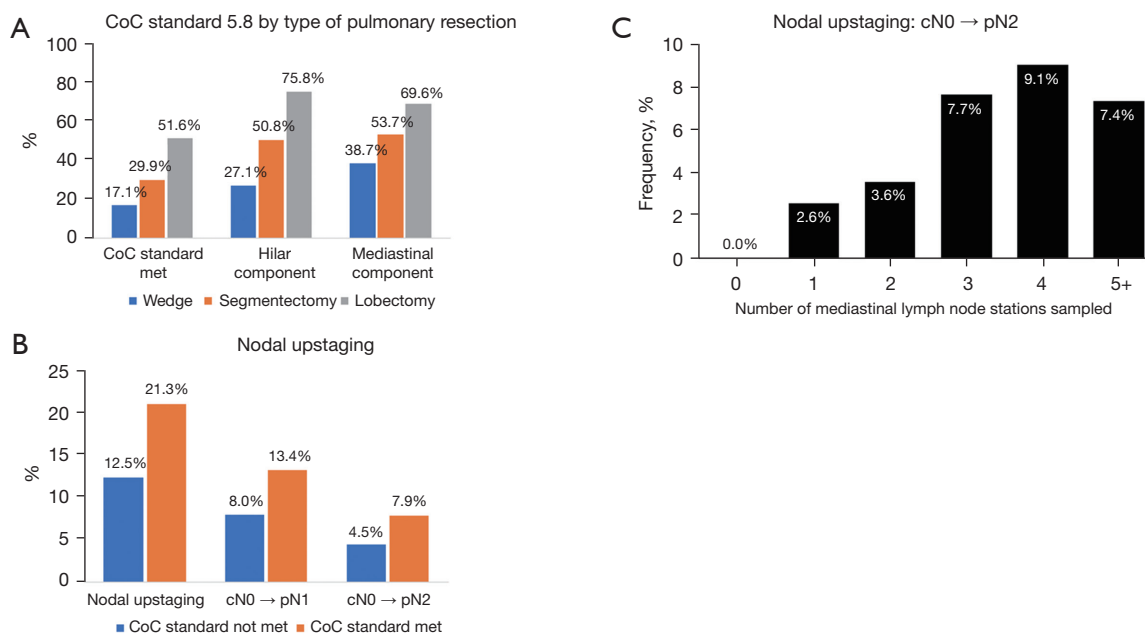 A
CoC standard 5.8 by type of pulmonary resection
100
80
60
40
20
0
%
17.1%
29.9%
51.6%
27.1%
50.8%
75.8%
38.7%
53.7%
69.6%
CoC standard
met
Hilar
component
Mediastinal
component
Wedge
Segmentectomy
Lobectomy
B
Nodal upstaging
25
20
15
10
5
0
%
12.5%
21.3%
8.0%
13.4%
4.5%
7.9%
Nodal upstaging
cN0 → pN1
cN0 → pN2
CoC standard not met
CoC standard met
C
Nodal upstaging: cN0 → pN2
10
8
6
4
2
0
Frequency, %
0.0%
2.6%
3.6%
7.7%
9.1%
7.4%
0
1
2
3
4
5+
Number of mediastinal lymph node stations sampled